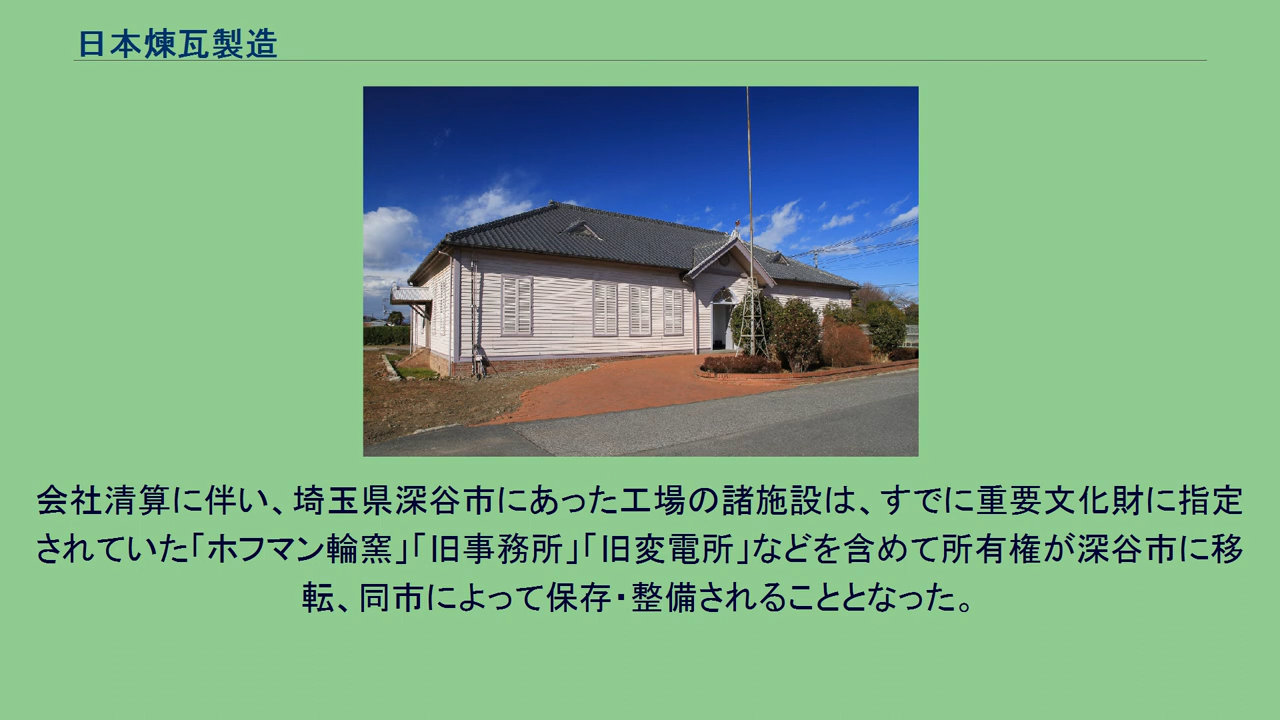 日本煉瓦製造
会社清算に伴い、埼玉県深谷市にあった工場の諸施設は、すでに重要文化財に指定
されていた「ホフマン輪窯」「旧事務所」「旧変電所」などを含めて所有権が深谷市に移
転、同市によって保存・整備されることとなった。